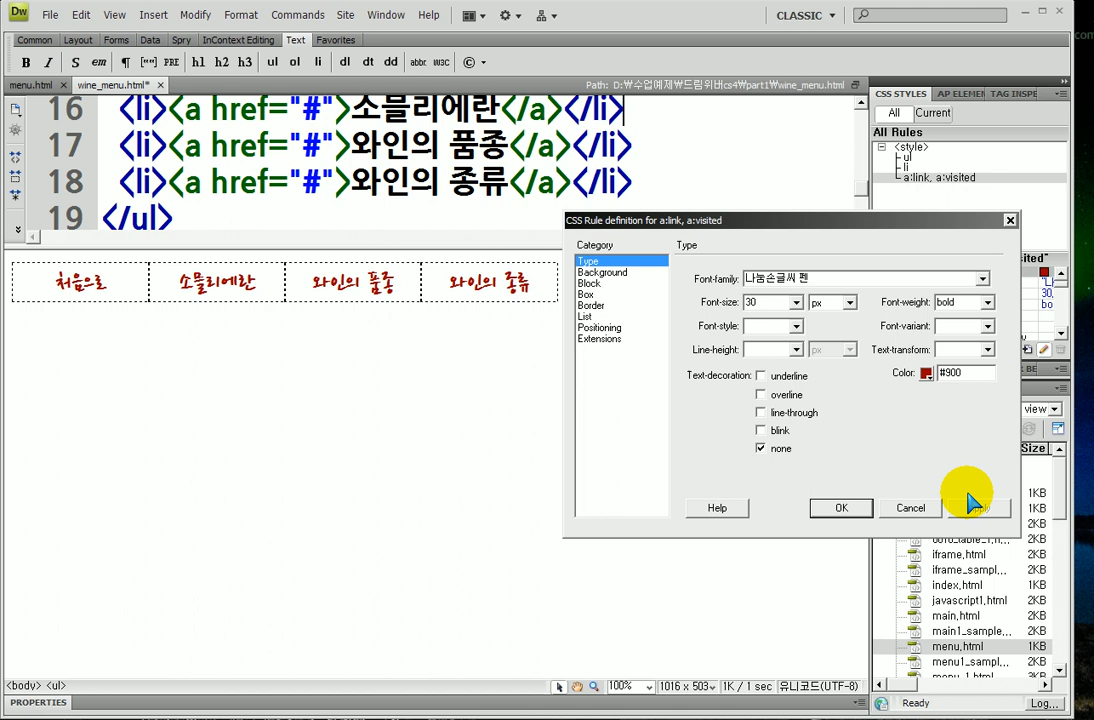 Dw File Edit View Insert Modify Format Commands Site Window Help CLASSIC
Common Layout Forms Data Spry InContext Editing Text Favorites
B I S em ¶ [""] PRE h1 h2 h3 ul ol li dl dt dd abbr. W3C ©
menu.html wine_menu.html* Path: D:₩수업예제₩드림위버cs4₩part1₩wine_menu.html
CSS STYLES AP ELEMEN TAG INSPE
All Current
All Rules
<style>
ul
li
a:link, a:visited
16 <li><a href="#">소믈리에란</a></li>
17 <li><a href="#">와인의 품종</a></li>
18 <li><a href="#">와인의 종류</a></li>
19 </ul>
처음으로 소믈리에란 와인의 품종 와인의 종류
CSS Rule definition for a:link, a:visited
Category
Type
Background
Block
Box
Border
List
Positioning
Extensions
Type
Font-family: 나눔손글씨 펜
Font-size: 30 px Font-weight: bold
Font-style: Font-variant:
Line-height: px Text-transform:
Text-decoration: underline Color: #900
overline
line-through
blink
none
Help OK Cancel
sited"
30,
bo
view
Size
1KB
1KB
2KB
2KB
iframe.html 1KB
iframe_sampl... 2KB
index.html 1KB
javascript1.html 2KB
main.html 1KB
main1_sample... 2KB
menu.html 1KB
menu1_sampl... 2KB
menu_1.html 3KB
<body> <ul> 100% 1016 x 503 1K / 1 sec 유니코드(UTF-8)
PROPERTIES
Ready Log...